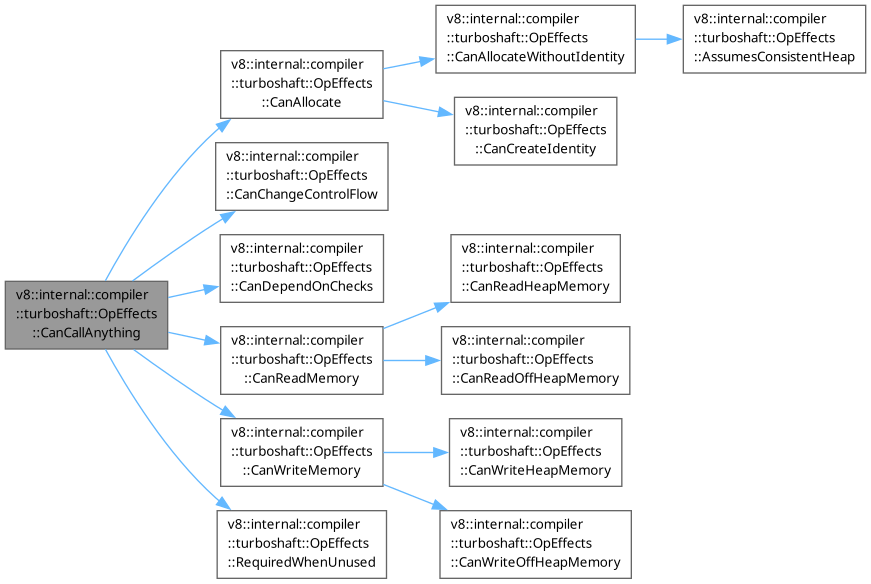 v8::internal::compiler
::turboshaft::OpEffects
::CanCallAnything
v8::internal::compiler
::turboshaft::OpEffects
::CanAllocate
v8::internal::compiler
::turboshaft::OpEffects
::CanAllocateWithoutIdentity
v8::internal::compiler
::turboshaft::OpEffects
::AssumesConsistentHeap
v8::internal::compiler
::turboshaft::OpEffects
::CanCreateIdentity
v8::internal::compiler
::turboshaft::OpEffects
::CanChangeControlFlow
v8::internal::compiler
::turboshaft::OpEffects
::CanDependOnChecks
v8::internal::compiler
::turboshaft::OpEffects
::CanReadMemory
v8::internal::compiler
::turboshaft::OpEffects
::CanReadHeapMemory
v8::internal::compiler
::turboshaft::OpEffects
::CanReadOffHeapMemory
v8::internal::compiler
::turboshaft::OpEffects
::CanWriteMemory
v8::internal::compiler
::turboshaft::OpEffects
::CanWriteHeapMemory
v8::internal::compiler
::turboshaft::OpEffects
::CanWriteOffHeapMemory
v8::internal::compiler
::turboshaft::OpEffects
::RequiredWhenUnused